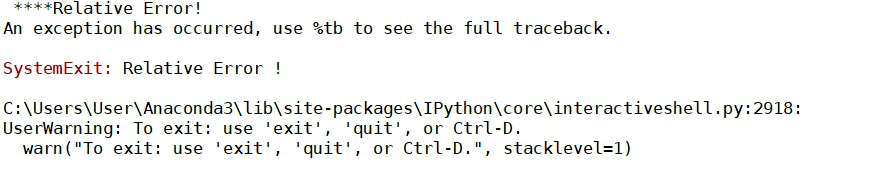 ****Relative Error!
An exception has occurred, use %tb to see the full traceback.
SystemExit: Relative Error !
C:\Users\User\Anaconda3\lib\site-packages\IPython\core\interactiveshell.py:2918:
UserWarning: To exit: use 'exit', 'quit', or Ctrl-D.
  warn("To exit: use 'exit', 'quit', or Ctrl-D.", stacklevel=1)